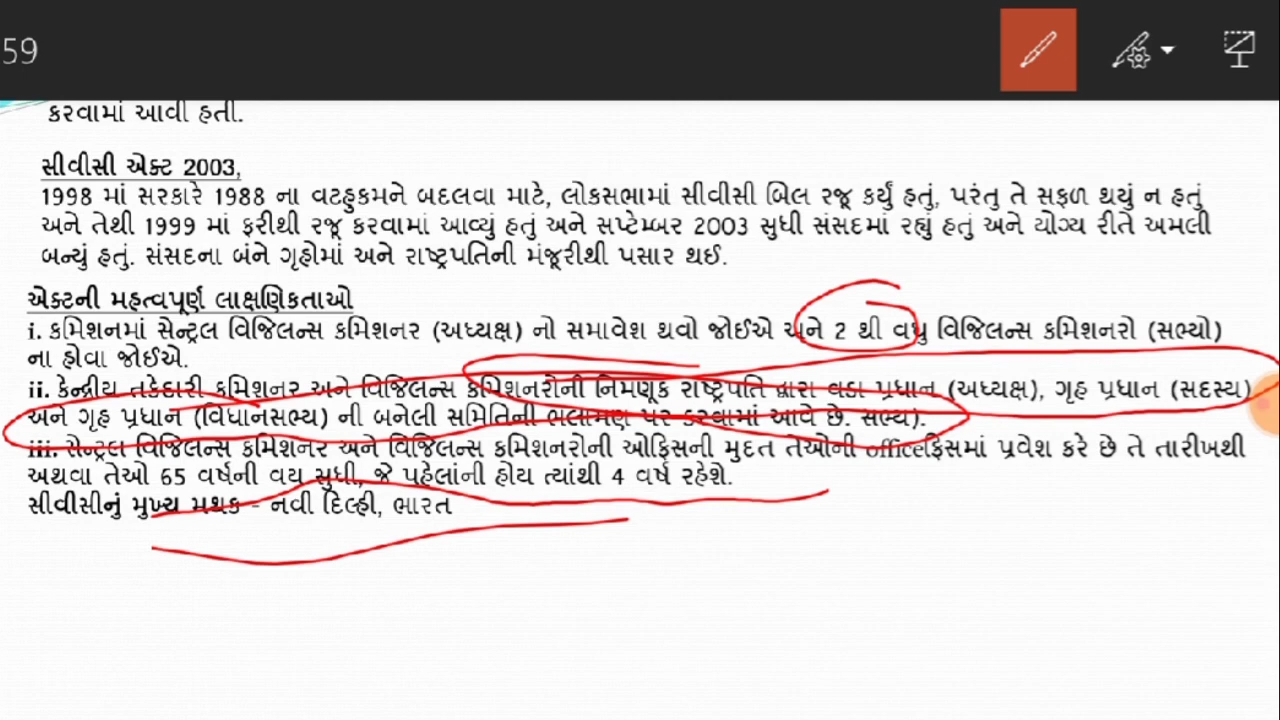 59
કરવામાં આવી હતી.
સીવીસી એક્ટ 2003,
1998 માં સરકારે 1988 ના વટહુકમને બદલવા માટે, લોકસભામાં સીવીસી બિલ રજૂ કર્યું હતું, પરંતુ તે સફળ થયું ન હતું
અને તેથી 1999 માં ફરીથી રજૂ કરવામાં આવ્યું હતું અને સપ્ટેમ્બર 2003 સુધી સંસદમાં રહ્યું હતું અને યોગ્ય રીતે અમલી
બન્યું હતું. સંસદના બંને ગૃહોમાં અને રાષ્ટ્રપતિની મંજૂરીથી પસાર થઈ.
એક્ટની મહત્વપૂર્ણ લાક્ષણિકતાઓ
i. કમિશનમાં સેન્ટ્રલ વિજિલન્સ કમિશનર (અધ્યક્ષ) નો સમાવેશ થવો જોઈએ અને 2 થી વધુ વિજિલન્સ કમિશનરો (સભ્યો)
ના હોવા જોઈએ.
ii. કેન્દ્રીય તકેદારી કમિશનર અને વિજિલન્સ કમિશનરોની નિમણૂક રાષ્ટ્રપતિ દ્વારા વડા પ્રધાન (અધ્યક્ષ), ગૃહ પ્રધાન (સદસ્ય)
અને ગૃહ પ્રધાન (વિધાનસભ્ય) ની બનેલી સમિતિની ભલામણ પર કરવામાં આવે છે. સભ્ય).
iii. સેન્ટ્રલ વિજિલન્સ કમિશનર અને વિજિલન્સ કમિશનરોની ઓફિસની મુદત તેઓની officeફિસમાં પ્રવેશ કરે છે તે તારીખથી
અથવા તેઓ 65 વર્ષની વય સુધી, જે પહેલાંની હોય ત્યાંથી 4 વર્ષ રહેશે.
સીવીસીનું મુખ્ય મથક - નવી દિલ્હી, ભારત